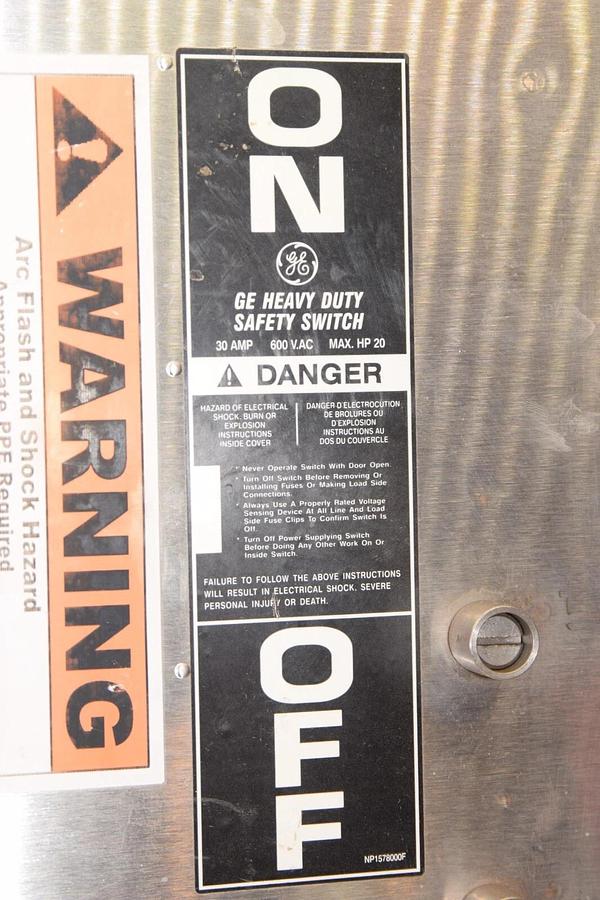 ON
GE
GE HEAVY DUTY
SAFETY SWITCH
30 AMP 600 V.AC MAX. HP 20
DANGER
HAZARD OF ELECTRICAL
SHOCK, BURN OR
EXPLOSION
INSTRUCTIONS
INSIDE COVER
DANGER D'ELECTROCUTION
DE BROLURES OU
D'EXPLOSION
INSTRUCTIONS AU
DOS DU COUVERCLE
* Never Operate Switch With Door Open.
* Turn Off Switch Before Removing Or
Installing Fuses Or Making Load Side
Connections.
* Always Use A Properly Rated Voltage
Sensing Device At All Line And Load
Side Fuse Clips To Confirm Switch Is
Off.
* Turn Off Power Supplying Switch
Before Doing Any Other Work On Or
Inside Switch.
FAILURE TO FOLLOW THE ABOVE INSTRUCTIONS
WILL RESULT IN ELECTRICAL SHOCK, SEVERE
PERSONAL INJURY OR DEATH.
OFF
NP1578000F
WARNING
Arc Flash and Shock Hazard
Appropriate PPE Required